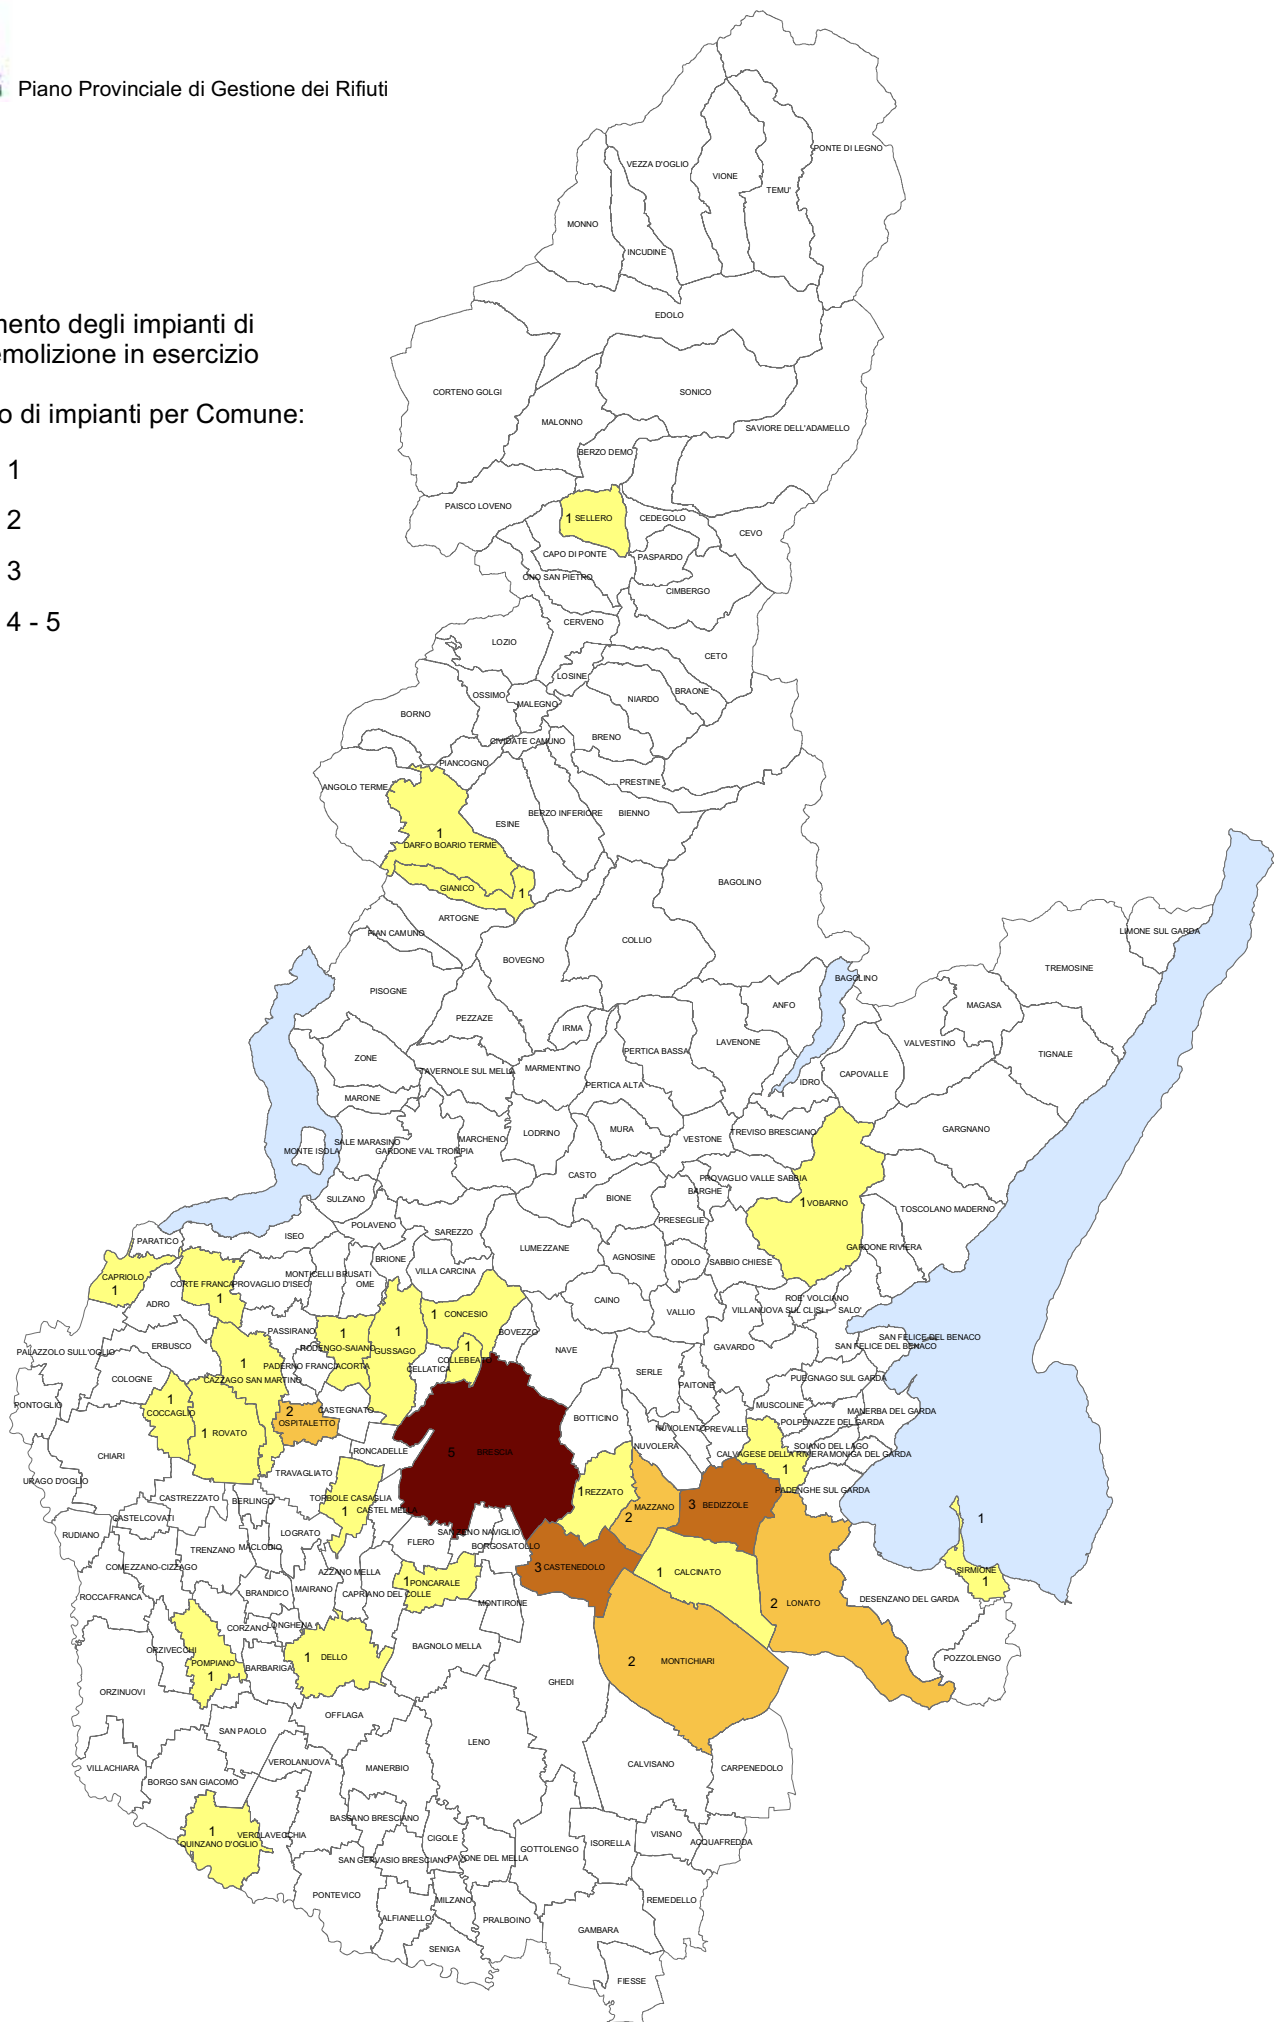 Piano Provinciale di Gestione dei Rifiuti
mento degli impianti di
emolizione in esercizio
o di impianti per Comune:
1
2
3
4 - 5
PONTE DI LEGNO
VEZZA D'OGLIO
VIONE
TEMU'
MONNO
INCUDINE
EDOLO
CORTENO GOLGI
SONICO
MALONNO
SAVIORE DELL'ADAMELLO
BERZO DEMO
PAISCO LOVENO
1 SELLERO
CEDEGOLO
CEVO
CAPO DI PONTE
PASPARDO
ONO SAN PIETRO
CIMBERGO
CERVENO
LOZIO
CETO
LOSINE
OSSIMO
MALEGNO
NIARDO
BRAONE
BORNO
BRENO
CIVIDATE CAMUNO
PIANCOGNO
PRESTINE
ANGOLO TERME
BERZO INFERIORE
BIENNO
ESINE
1
DARFO BOARIO TERME
GIANICO
1
BAGOLINO
ARTOGNE
PIAN CAMUNO
COLLIO
LIMONE SUL GARDA
BOVEGNO
TREMOSINE
BAGOLINO
PISOGNE
ANFO
MAGASA
PEZZAZE
IRMA
LAVENONE
VALVESTINO
PERTICA BASSA
TIGNALE
ZONE
TAVERNOLE SUL MELLA
MARMENTINO
CAPOVALLE
IDRO
PERTICA ALTA
MARONE
MURA
TREVISO BRESCIANO
GARGNANO
LODRINO
MARCHENO
VESTONE
SALE MARASINO
GARDONE VAL TROMPIA
MONTE ISOLA
CASTO
PROVAGLIO VALLE SABBIA
BARGHE
SULZANO
BIONE
1 VOBARNO
TOSCOLANO MADERNO
PRESEGLIE
POLAVENO
SAREZZO
ISEO
PARATICO
LUMEZZANE
GARDONE RIVIERA
AGNOSINE
ODOLO
SABBIO CHIESE
BRIONE
VILLA CARCINA
CAPRIOLO
1
CORTE FRANCA
1
PROVAGLIO D'ISEO
MONTICELLI BRUSATI
OME
ADRO
CAINO
ROE' VOLCIANO
VALLIO
VILLANUOVA SUL CLISI
SALO'
1 CONCESIO
PASSIRANO
1
RODENGO-SAIANO
1
GUSSAGO
BOVEZZO
NAVE
SAN FELICE DEL BENACO
SAN FELICE DEL BENACO
ERBUSCO
PALAZZOLO SULL'OGLIO
GAVARDO
1
COLLEBEATO
CELLATICA
1
CAZZAGO SAN MARTINO
COLOGNE
SERLE
PUEGNAGO SUL GARDA
PAITONE
PONTOGLIO
1
COCCAGLIO
MUSCOLINE
MANERBA DEL GARDA
CASTEGNATO
2
OSPITALETTO
BOTTICINO
POLPENAZZE DEL GARDA
NUVOLENTO
PREVALLE
1 ROVATO
NUVOLERA
SOIANO DEL LAGO
CALVAGESE DELLA RIVIERA
MONIGA DEL GARDA
CHIARI
RONCADELLE
5 BRESCIA
1
TRAVAGLIATO
URAGO D'OGLIO
PADENGHE SUL GARDA
1 REZZATO
CASTREZZATO
BERLINGO
TORBOLE CASAGLIA
1
CASTEL MELLA
2
MAZZANO
3 BEDIZZOLE
CASTELCOVATI
1
RUDIANO
LOGRATO
SAN ZENO NAVIGLIO
FLERO
BORGOSATOLLO
TRENZANO
MACLODIO
COMEZZANO-CIZZAGO
3 CASTENEDOLO
1 CALCINATO
SIRMIONE
1
AZZANO MELLA
1 PONCARALE
CAPRIANO DEL COLLE
ROCCAFRANCA
BRANDICO
MAIRANO
DESENZANO DEL GARDA
2 LONATO
MONTIRONE
CORZANO
LONGHENA
ORZIVECCHI
BAGNOLO MELLA
POMPIANO
1
1 DELLO
BARBARIGA
POZZOLENGO
2
MONTICHIARI
GHEDI
ORZINUOVI
OFFLAGA
SAN PAOLO
LENO
VEROLANUOVA
VILLACHIARA
MANERBIO
CALVISANO
CARPENEDOLO
BORGO SAN GIACOMO
BASSANO BRESCIANO
1
QUINZANO D'OGLIO
VEROLAVECCHIA
CIGOLE
VISANO
ACQUAFREDDA
ISORELLA
GOTTOLENGO
SAN GERVASIO BRESCIANO
PAVONE DEL MELLA
PONTEVICO
MILZANO
REMEDELLO
ALFIANELLO
PRALBOINO
GAMBARA
SENIGA
FIESSE